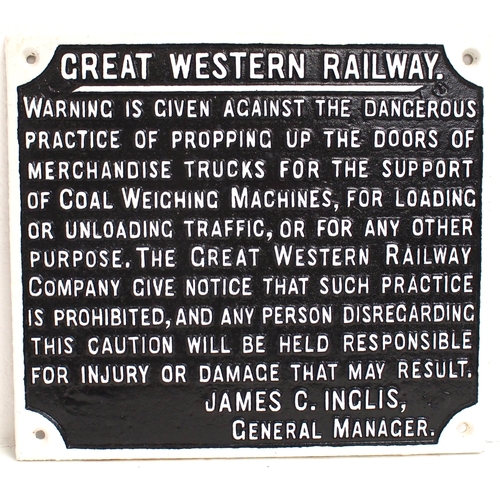 GREAT WESTERN RAILWAY.
WARNING IS GIVEN AGAINST THE DANGEROUS
PRACTICE OF PROPPING UP THE DOORS OF
MERCHANDISE TRUCKS FOR THE SUPPORT
OF COAL WEIGHING MACHINES, FOR LOADING
OR UNLOADING TRAFFIC, OR FOR ANY OTHER
PURPOSE. THE GREAT WESTERN RAILWAY
COMPANY GIVE NOTICE THAT SUCH PRACTICE
IS PROHIBITED, AND ANY PERSON DISREGARDING
THIS CAUTION WILL BE HELD RESPONSIBLE
FOR INJURY OR DAMAGE THAT MAY RESULT.
JAMES C. INGLIS,
GENERAL MANAGER.